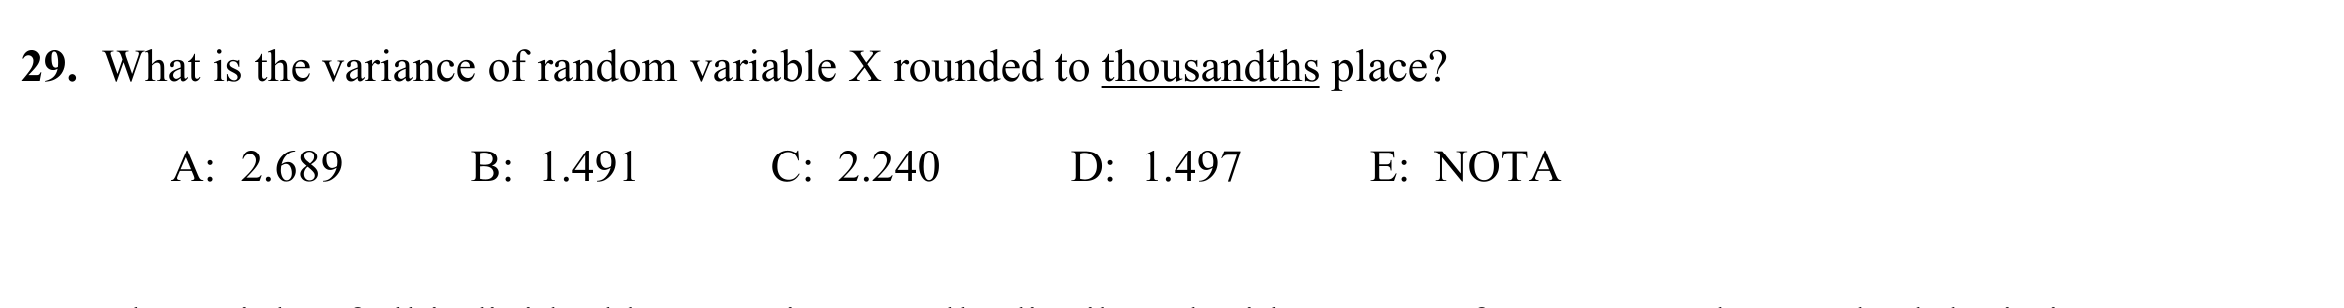 29. What is the variance of random variable X rounded to thousandths place?
A: 2.689 B: 1.491 C: 2.240 D: 1.497 E: NOTA